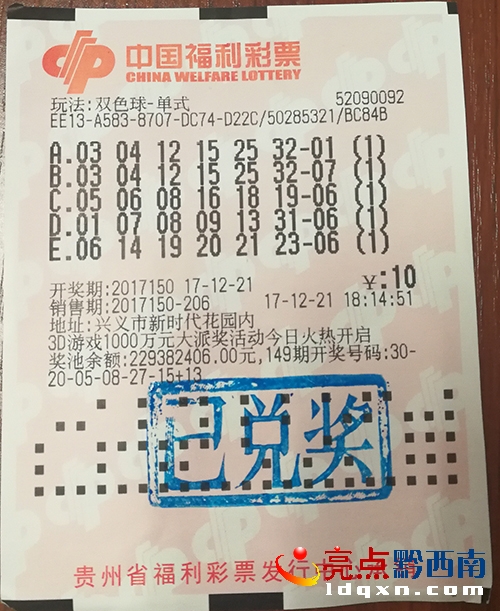 中国福利彩票
CHINA WELFARE LOTTERY
玩法:双色球-单式 52090092
EE13-A583-8707-DC74-D22C/50285321/BC84B
A.03 04 12 15 25 32-01 (1)
B.03 04 12 15 25 32-07 (1)
C.05 06 08 16 18 19-06 (1)
D.01 07 08 09 13 31-06 (1)
E.06 14 19 20 21 23-06 (1)
开奖期:2017150 17-12-21 ¥:10
销售期:2017150-206 17-12-21 18:14:51
地址:兴义市新时代花园内
3D游戏1000万元大派奖活动今日火热开启
奖池余额:229382406.00元,149期开奖号码:30-
20-05-08-27-15+13
已兑奖
贵州省福利彩票发行中心
亮点黔西南
ldqxn.com